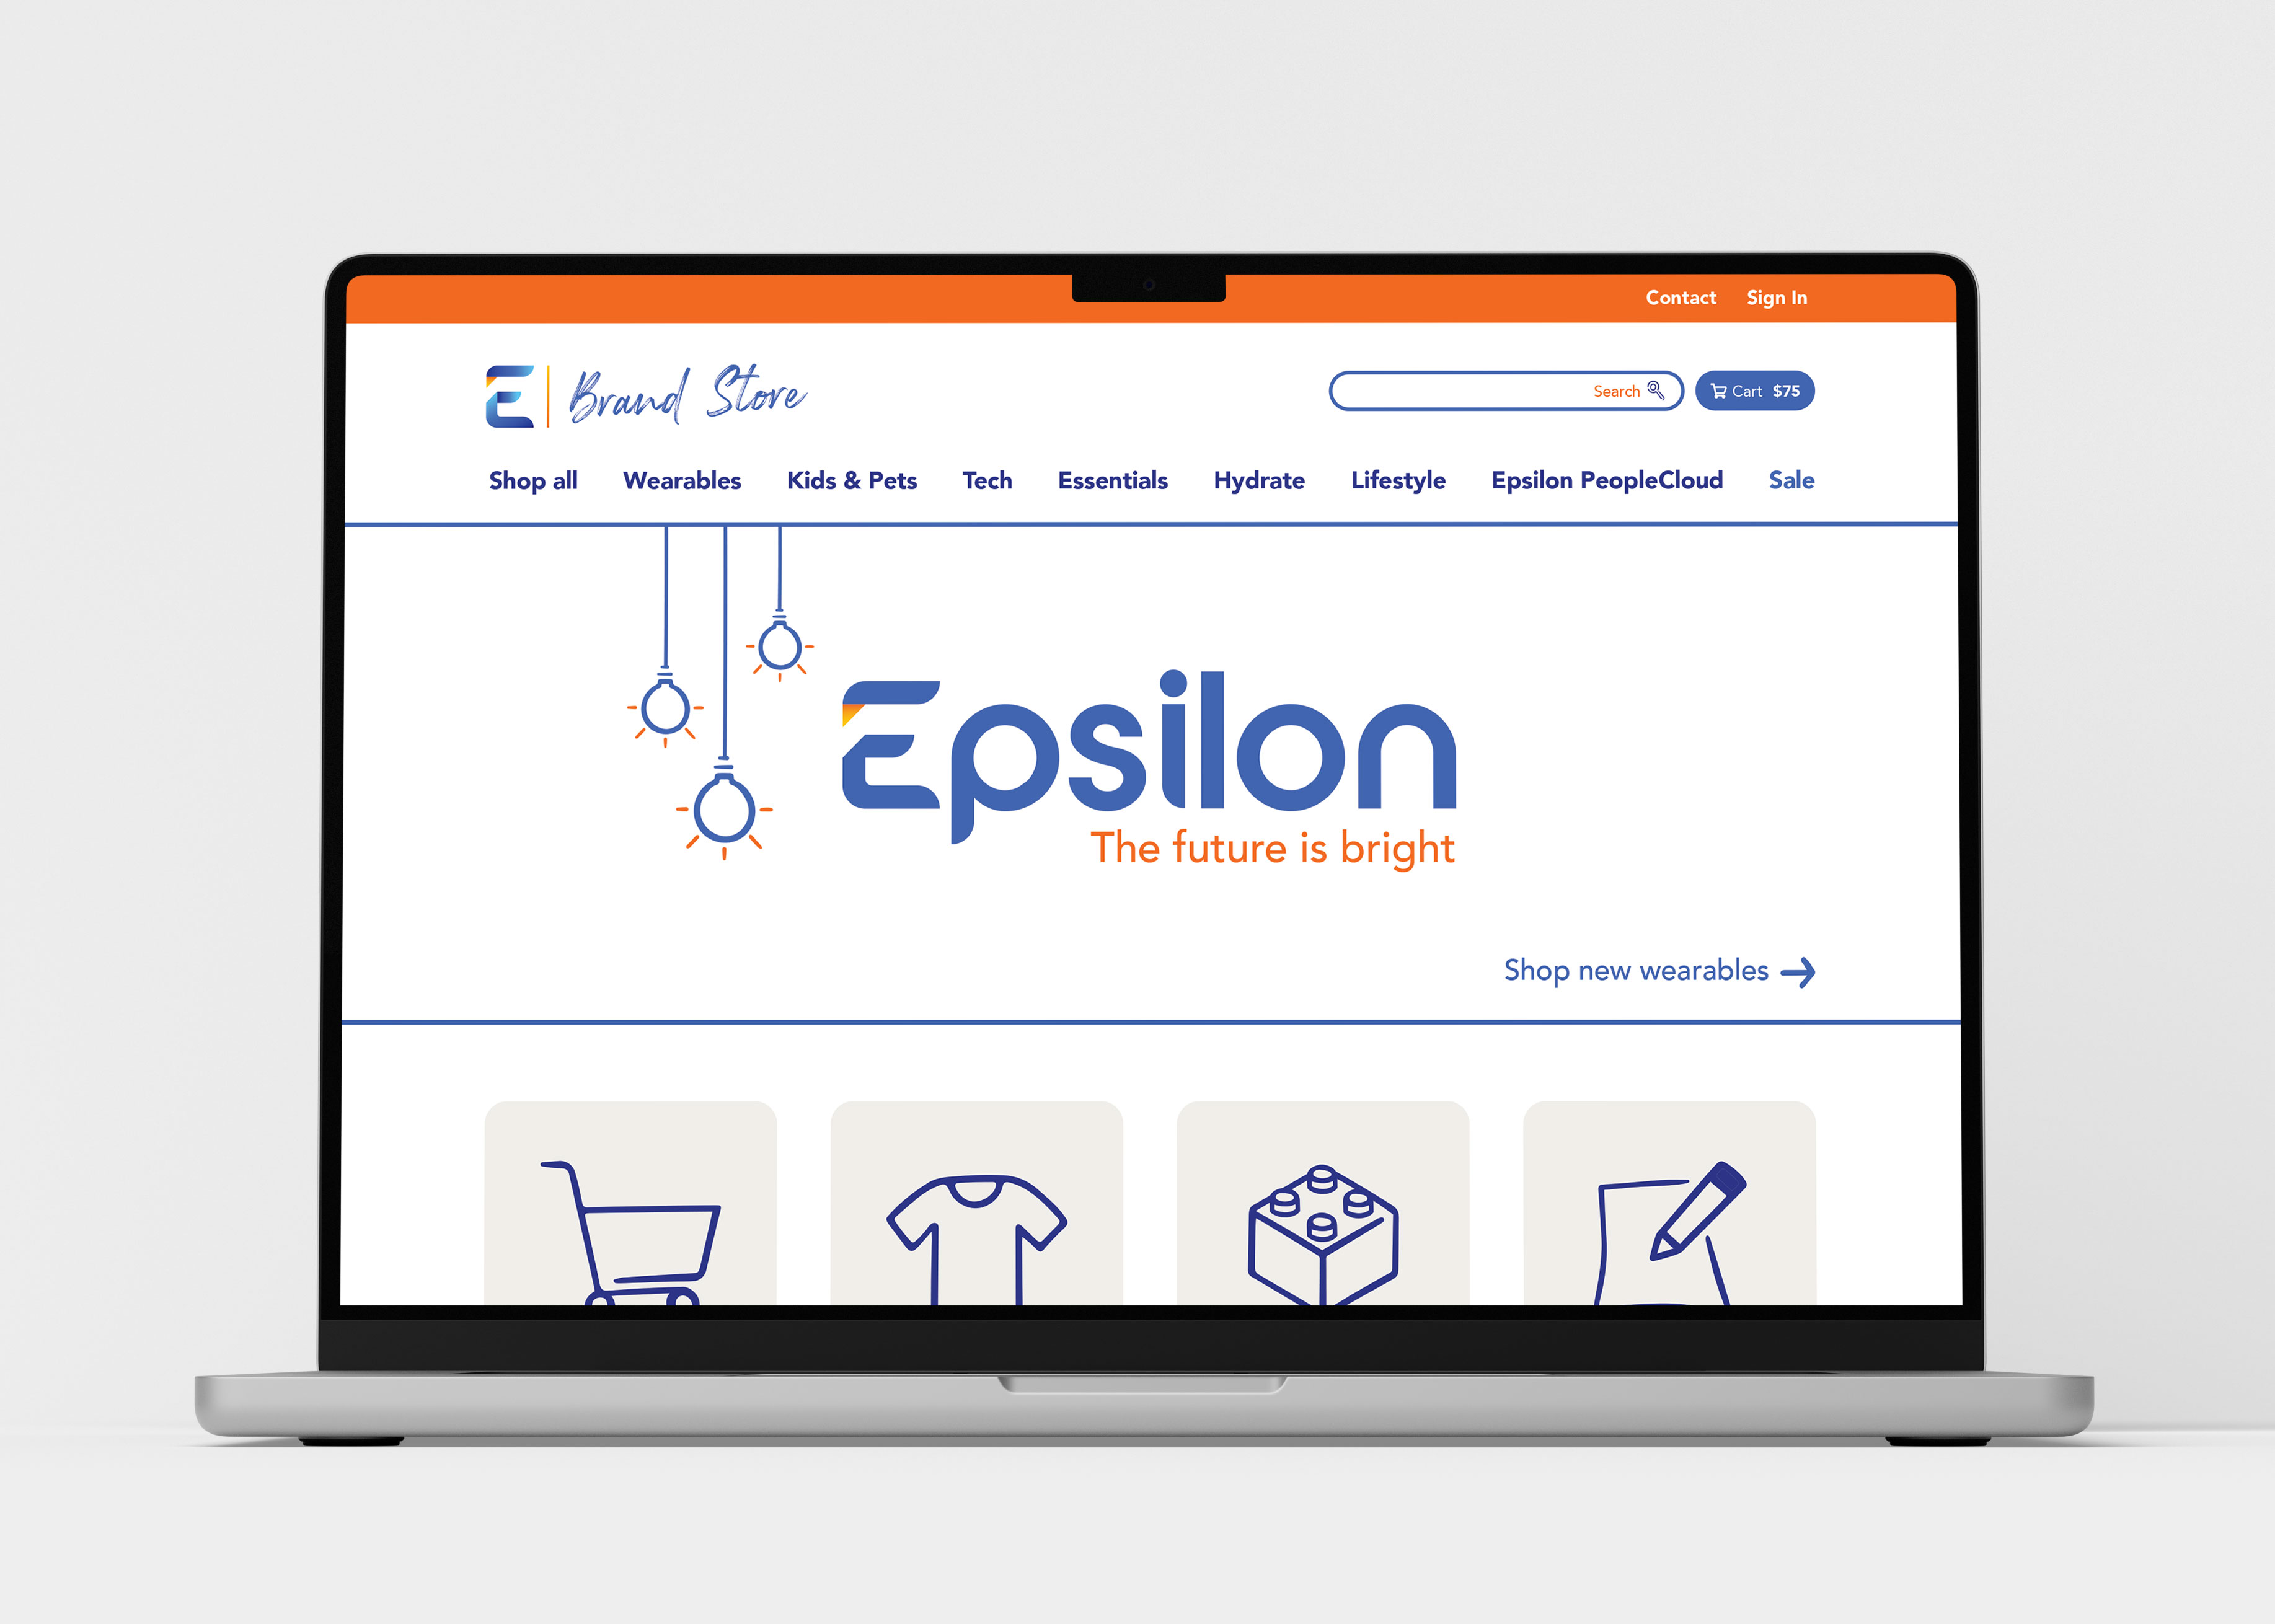 Contact Sign In
E Brand Store
Search
Cart $75
Shop all Wearables Kids & Pets Tech Essentials Hydrate Lifestyle Epsilon PeopleCloud Sale
Epsilon
The future is bright
Shop new wearables